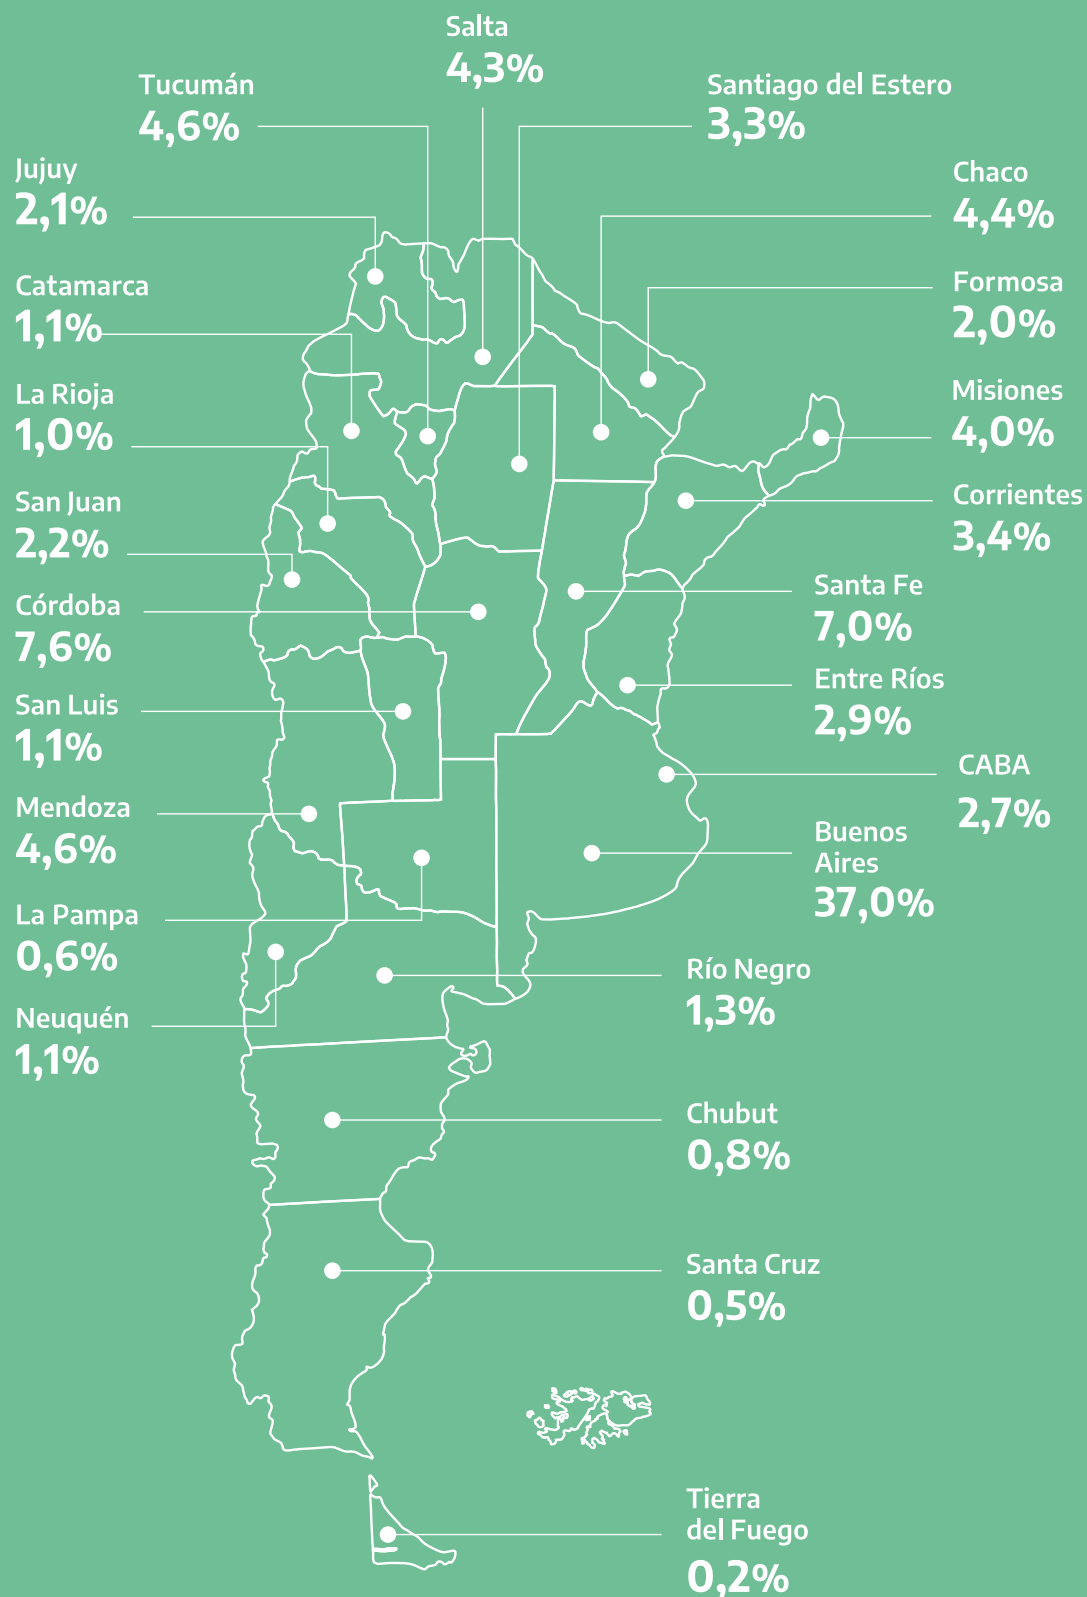 Salta
4,3%
Tucumán
4,6%
Santiago del Estero
3,3%
Jujuy
2,1%
Chaco
4,4%
Catamarca
1,1%
Formosa
2,0%
La Rioja
1,0%
Misiones
4,0%
San Juan
2,2%
Corrientes
3,4%
Córdoba
7,6%
Santa Fe
7,0%
San Luis
1,1%
Entre Ríos
2,9%
CABA
2,7%
Mendoza
4,6%
Buenos
Aires
37,0%
La Pampa
0,6%
Río Negro
1,3%
Neuquén
1,1%
Chubut
0,8%
Santa Cruz
0,5%
Tierra
del Fuego
0,2%